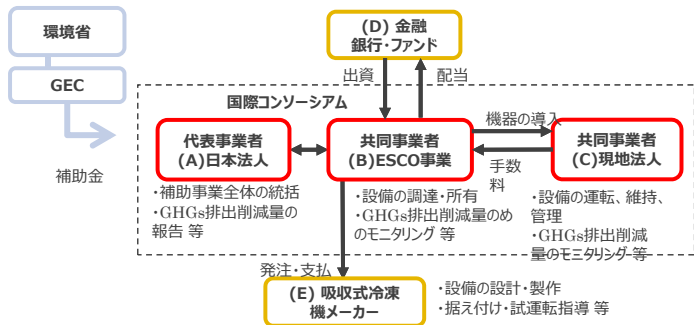 環境省
GEC
補助金
(D) 金融
銀行・ファンド
出資
配当
国際コンソーシアム
機器の導入
代表事業者
(A)日本法人
共同事業者
(B)ESCO事業
共同事業者
(C)現地法人
手数
料
・補助事業全体の統括
・GHGs排出削減量の
報告 等
・設備の調達・所有
・GHGs排出削減量のめ
のモニタリング 等
・設備の運転、維持、
管理
・GHGs排出削減
量のモニタリング 等
発注・支払
(E) 吸収式冷凍
機メーカー
・設備の設計・製作
・据え付け・試運転指導 等